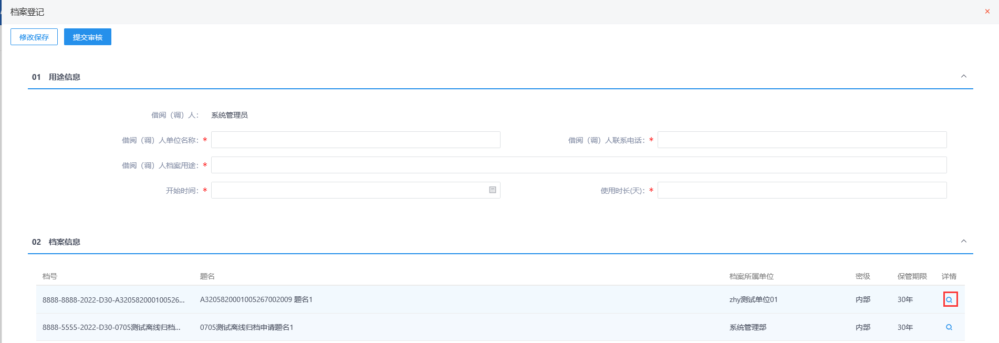 档案登记
修改保存 提交审核
01 用途信息
借阅（调）人： 系统管理员
借阅（调）人单位名称：* 借阅（调）人联系电话：*
借阅（调）人档案用途：*
开始时间：* 使用时长(天)：*
02 档案信息
档号 题名 档案所属单位 密级 保管期限 详情
8888-8888-2022-D30-A320582000100526... A3205820001005267002009 题名1 zhy测试单位01 内部 30年
8888-5555-2022-D30-0705测试离线归档... 0705测试离线归档申请题名1 系统管理部 内部 30年